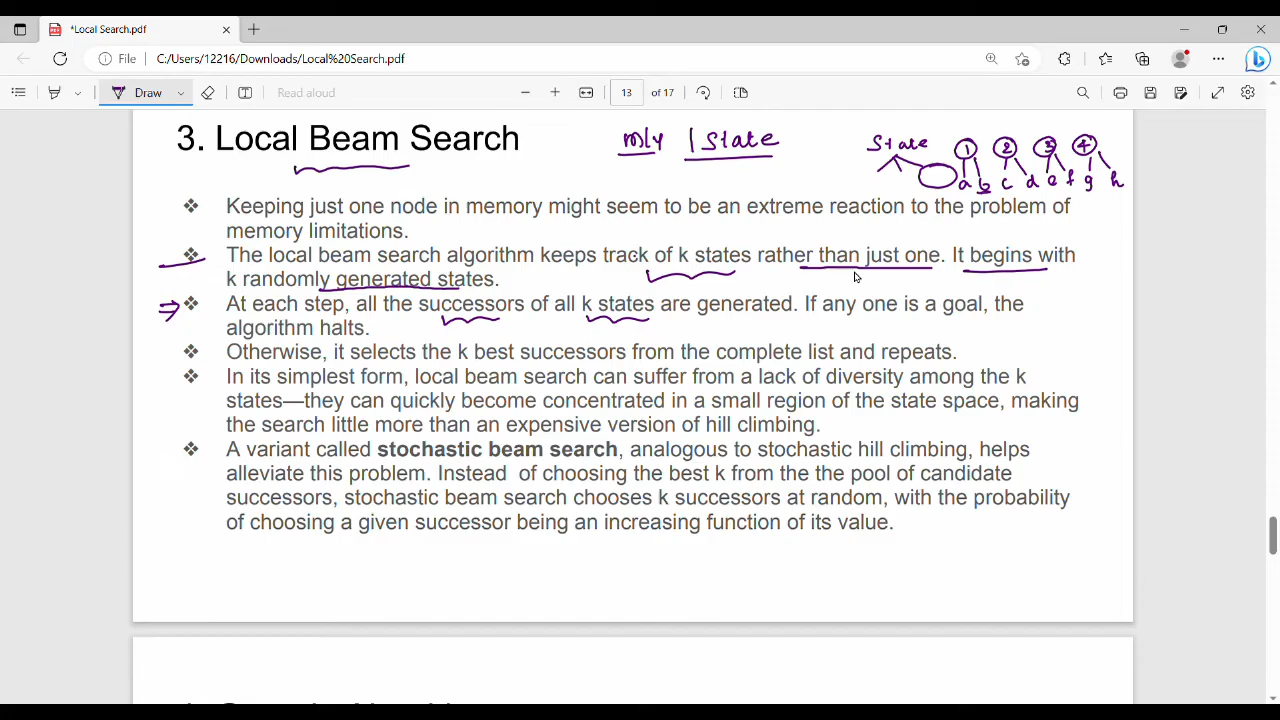 *Local Search.pdf
File
C:/Users/12216/Downloads/Local%20Search.pdf
Draw
Read aloud
13
of 17
3. Local Beam Search
only 1 State
State 1 2 3 4
a b c d e f g h
❖ Keeping just one node in memory might seem to be an extreme reaction to the problem of
memory limitations.
❖ The local beam search algorithm keeps track of k states rather than just one. It begins with
k randomly generated states.
⇒ ❖ At each step, all the successors of all k states are generated. If any one is a goal, the
algorithm halts.
❖ Otherwise, it selects the k best successors from the complete list and repeats.
❖ In its simplest form, local beam search can suffer from a lack of diversity among the k
states—they can quickly become concentrated in a small region of the state space, making
the search little more than an expensive version of hill climbing.
❖ A variant called stochastic beam search, analogous to stochastic hill climbing, helps
alleviate this problem. Instead of choosing the best k from the the pool of candidate
successors, stochastic beam search chooses k successors at random, with the probability
of choosing a given successor being an increasing function of its value.